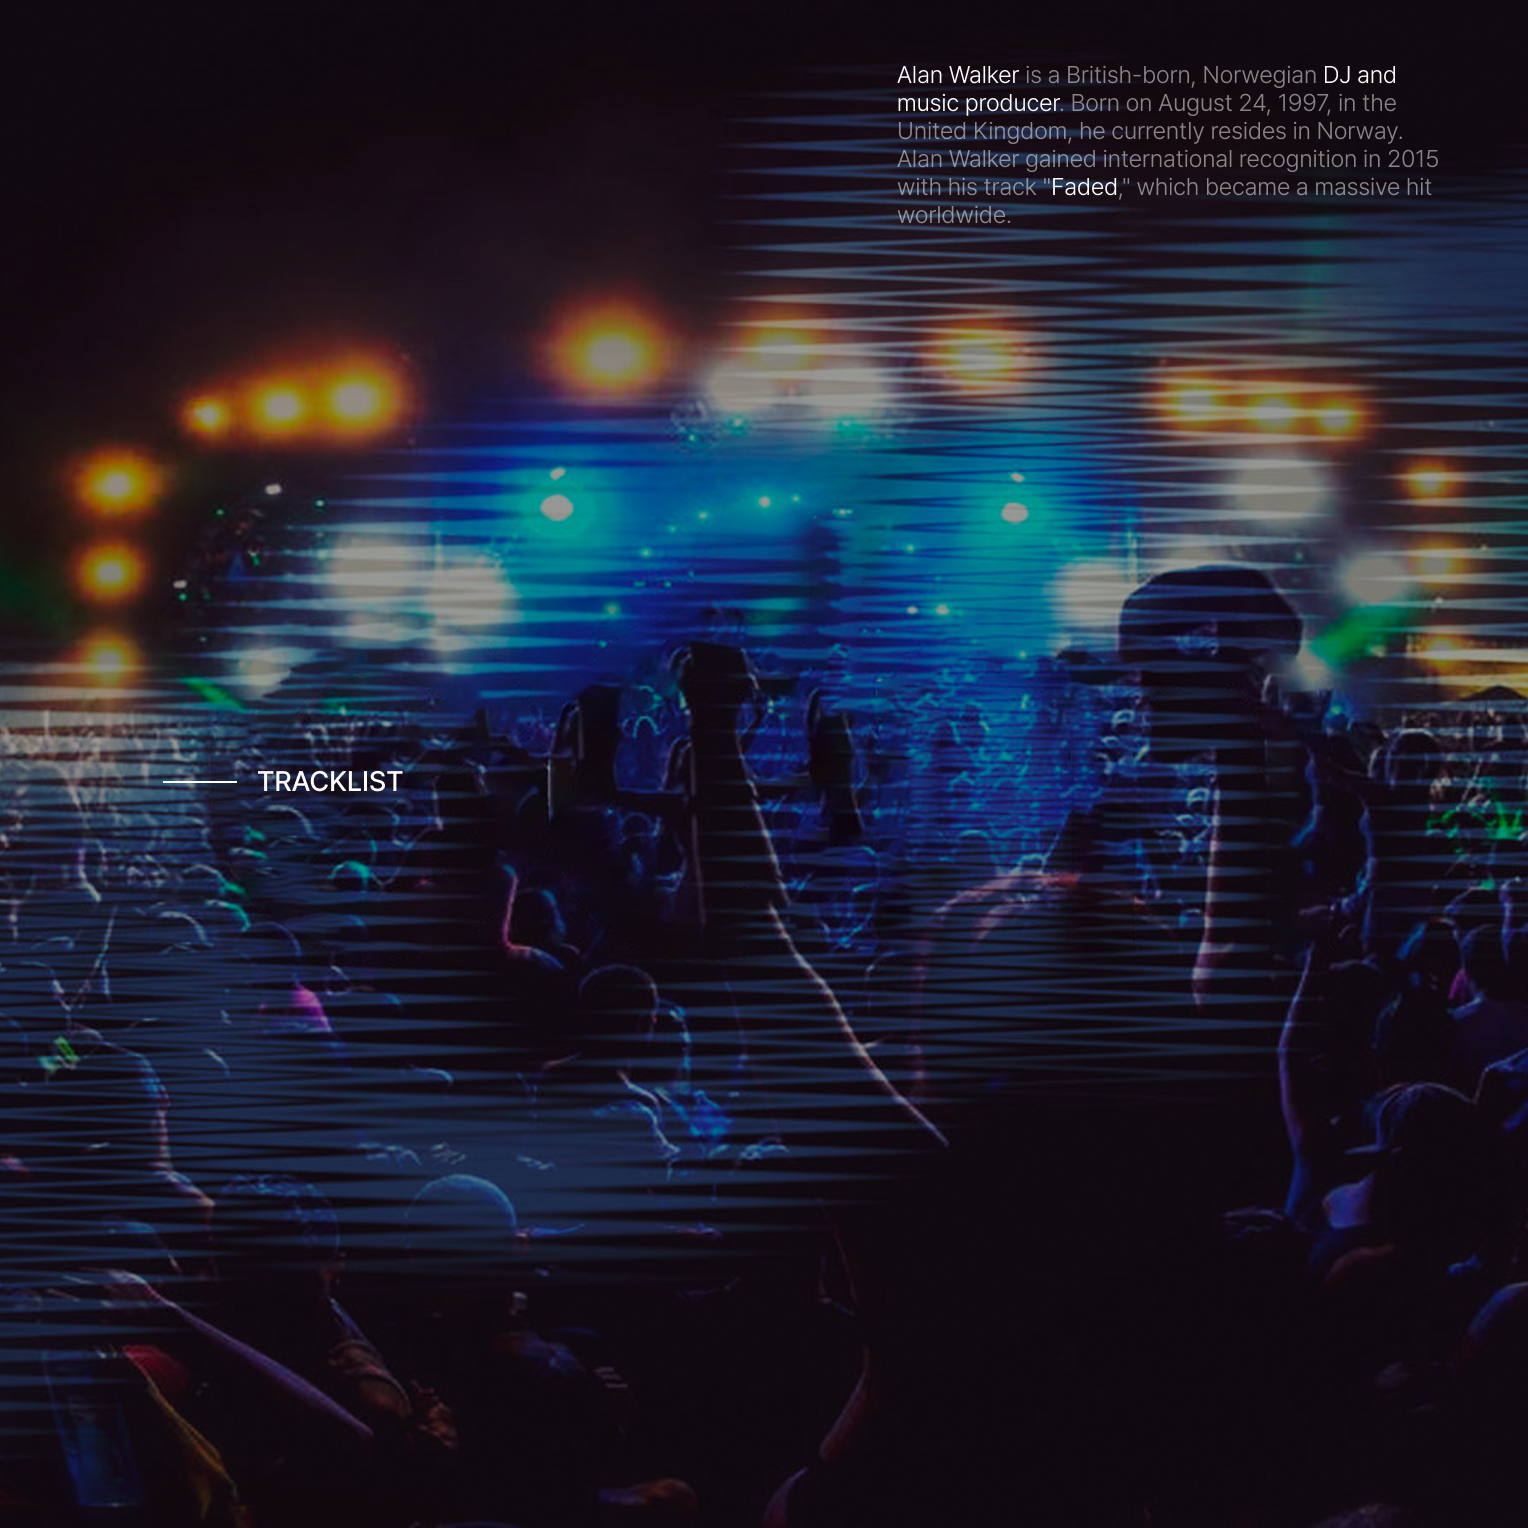 Alan Walker is a British-born, Norwegian DJ and
music producer. Born on August 24, 1997, in the
United Kingdom, he currently resides in Norway.
Alan Walker gained international recognition in 2015
with his track "Faded," which became a massive hit
worldwide.
TRACKLIST